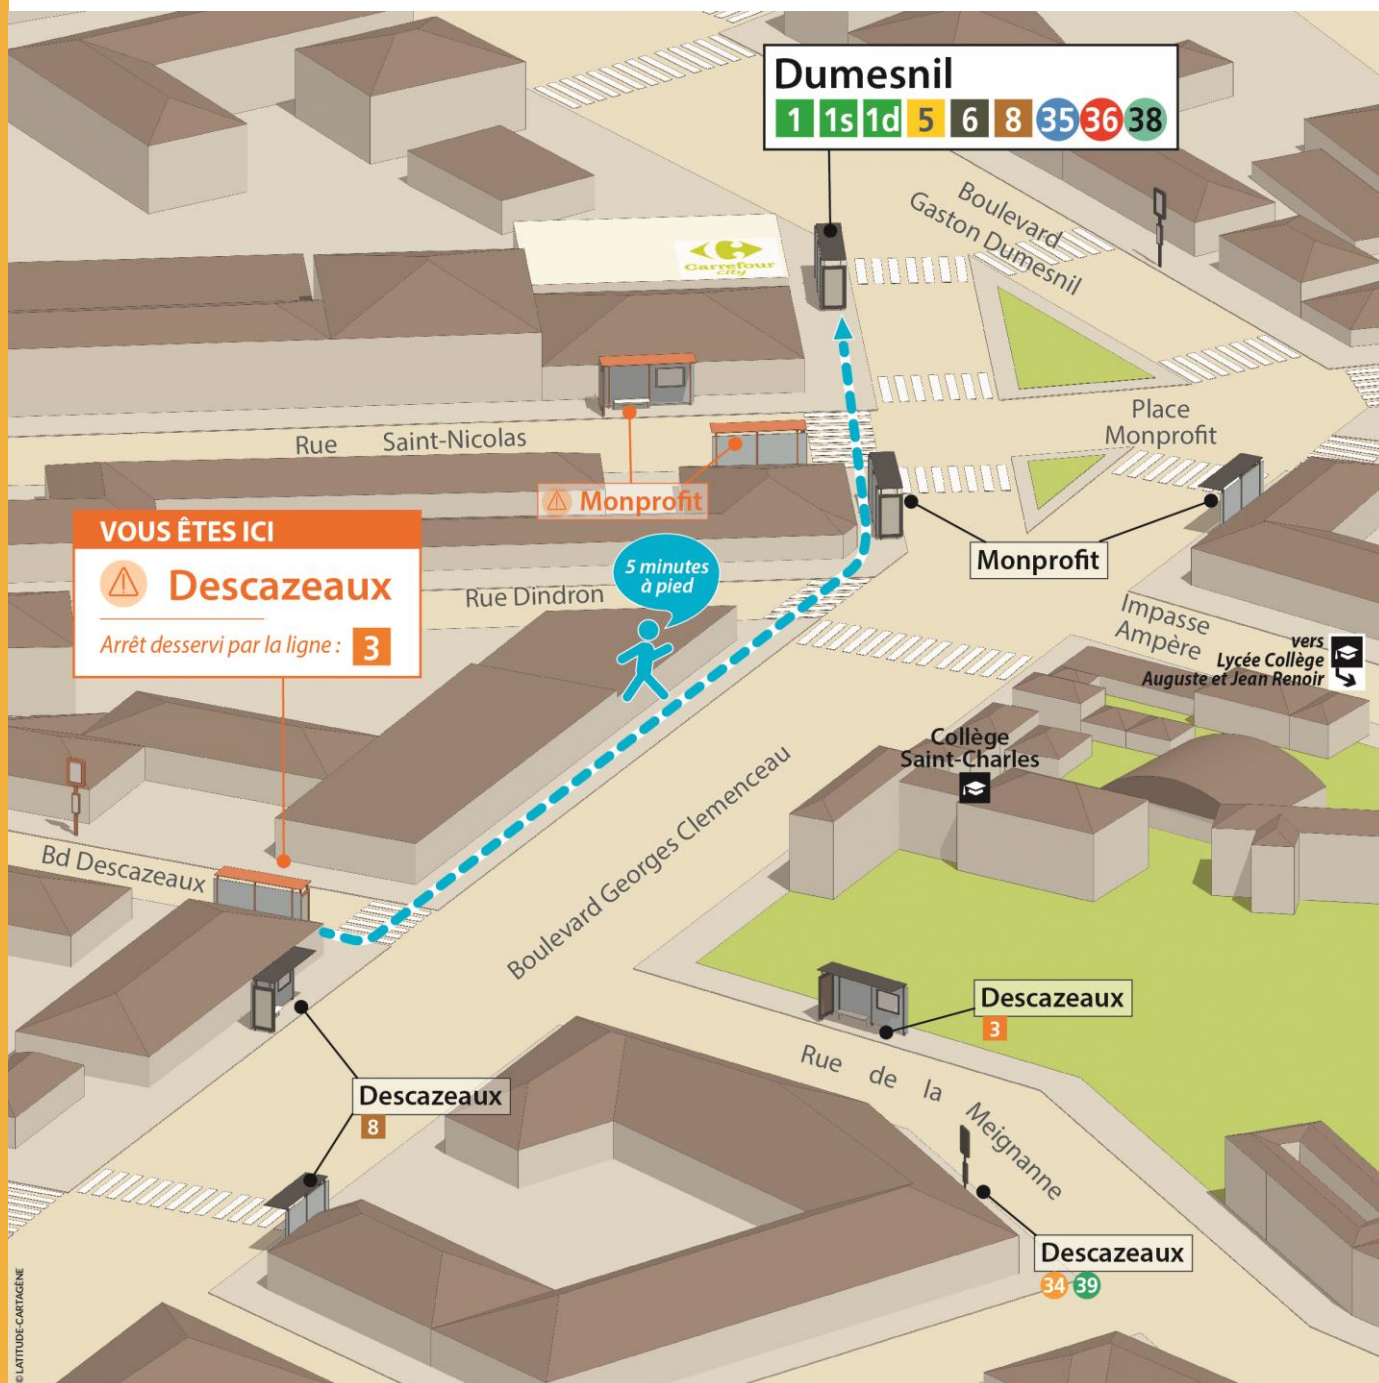 Dumesnil
1 1s 1d 5 6 8 35 36 38
Boulevard
Gaston Dumesnil
Carrefour
city
Place
Monprofit
Rue Saint-Nicolas
Monprofit
VOUS ÊTES ICI
Descazeaux
Arrêt desservi par la ligne : 3
5 minutes
à pied
Rue Dindron
Monprofit
Impasse
Ampère
vers
Lycée Collège
Auguste et Jean Renoir
Collège
Saint-Charles
Boulevard Georges Clemenceau
Bd Descazeaux
Descazeaux
3
Rue de la Meignanne
Descazeaux
8
Descazeaux
34 39
© LATITUDE-CARTAGÈNE